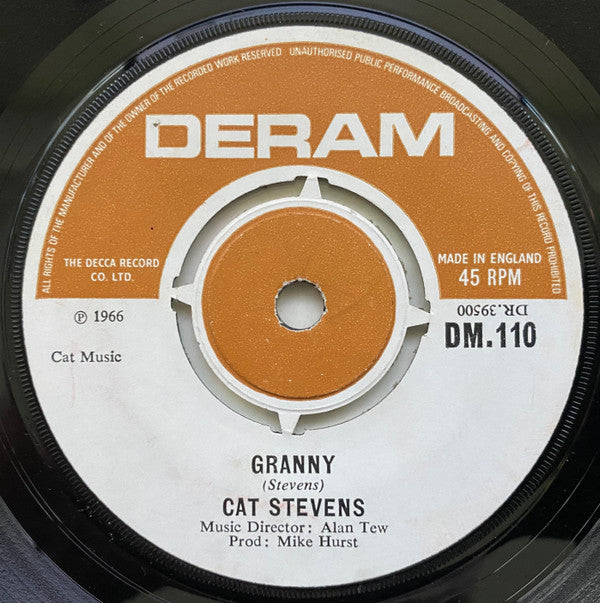 ALL RIGHTS OF THE MANUFACTURER AND OF THE OWNER OF THE RECORDED WORK RESERVED UNAUTHORISED PUBLIC PERFORMANCE BROADCASTING AND COPYING OF THIS RECORD PROHIBITED
DERAM
THE DECCA RECORD
CO. LTD.
MADE IN ENGLAND
45 RPM
℗ 1966
DR.39500
DM.110
Cat Music
GRANNY
(Stevens)
CAT STEVENS
Music Director: Alan Tew
Prod: Mike Hurst